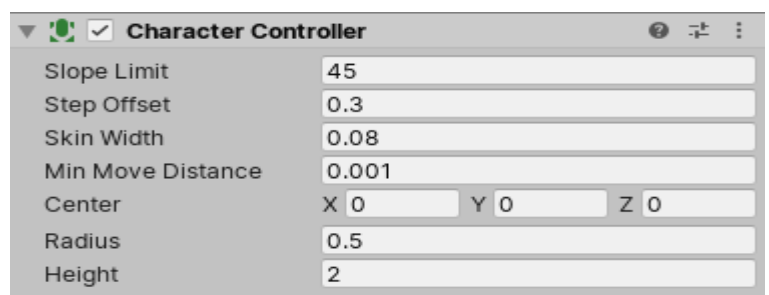 Character Controller
Slope Limit 45
Step Offset 0.3
Skin Width 0.08
Min Move Distance 0.001
Center X 0 Y 0 Z 0
Radius 0.5
Height 2